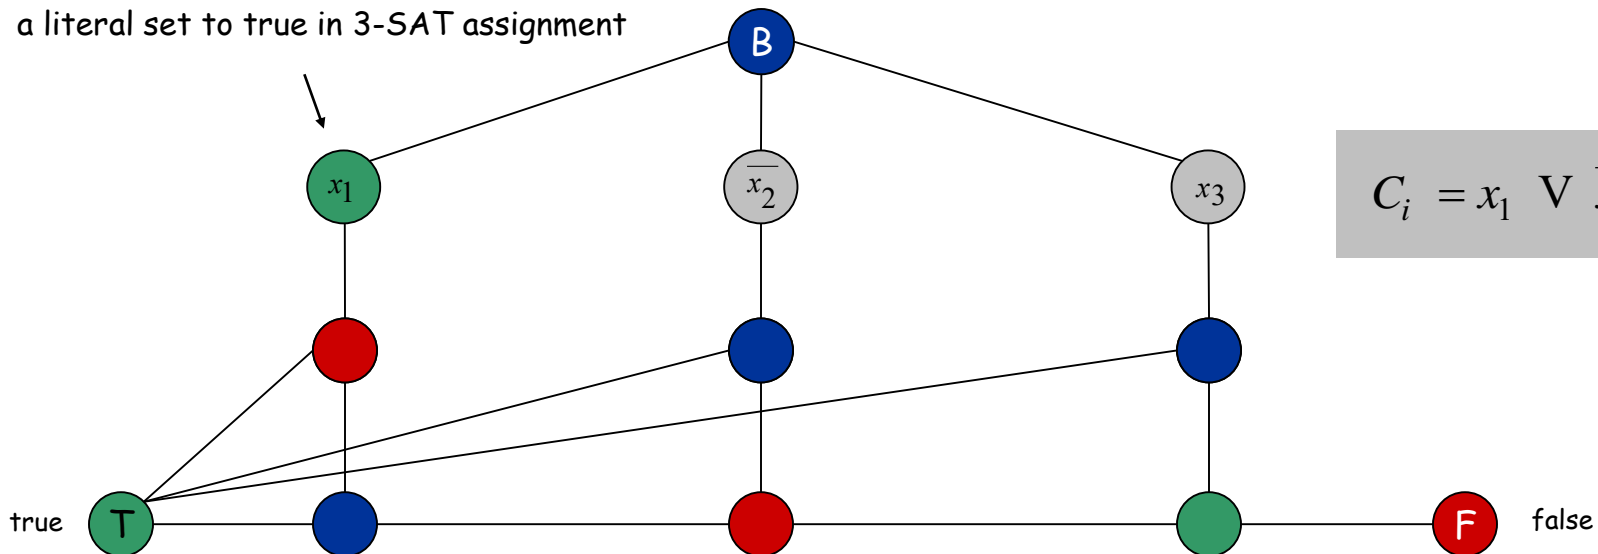 a literal set to true in 3-SAT assignment
B
x₁
x̅₂
x₃
Cᵢ = x₁ V
true
T
F
false